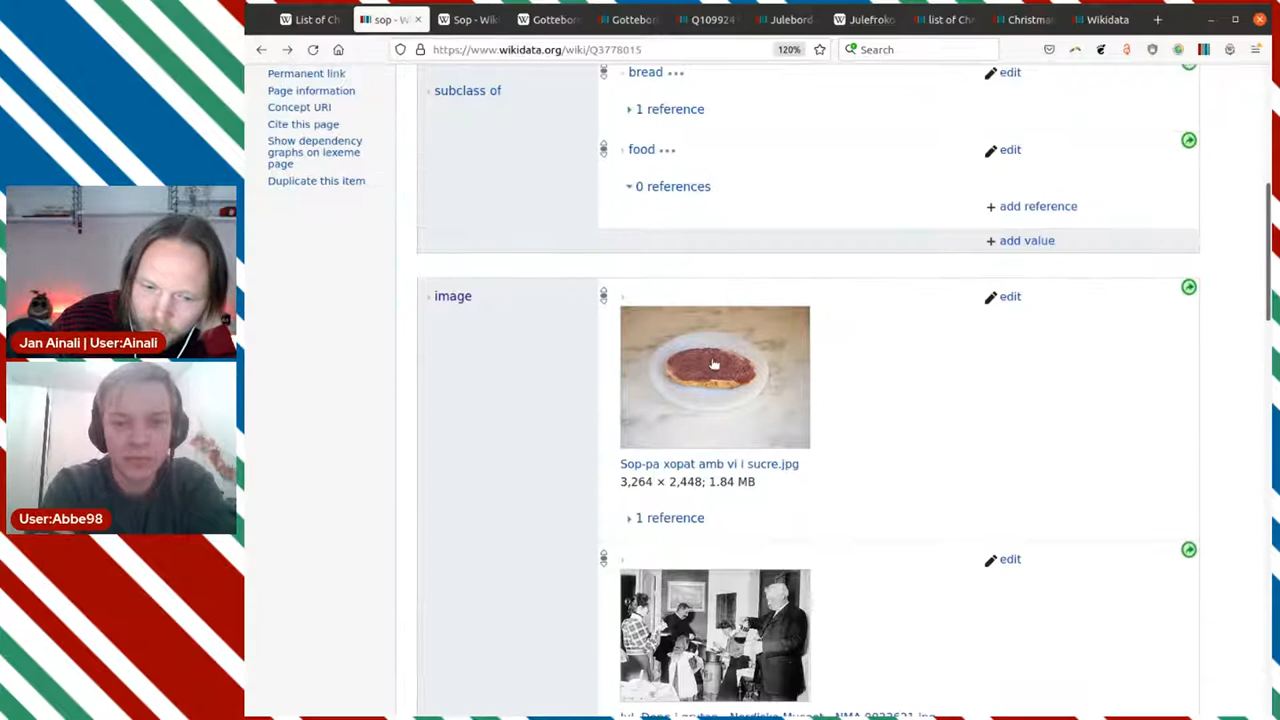 List of Ch
sop - W
Sop - Wiki
Gottebor
Gottebor
Q109924
Julebord
Julefroko
list of Chr
Christma
Wikidata
https://www.wikidata.org/wiki/Q3778015
120%
Search
Permanent link
Page information
Concept URI
Cite this page
Show dependency
graphs on lexeme
page
Duplicate this item
subclass of
bread
edit
1 reference
food
edit
0 references
+ add reference
+ add value
image
edit
Sop-pa xopat amb vi i sucre.jpg
3,264 × 2,448; 1.84 MB
1 reference
edit
Jan Ainali | User:Ainali
User:Abbe98